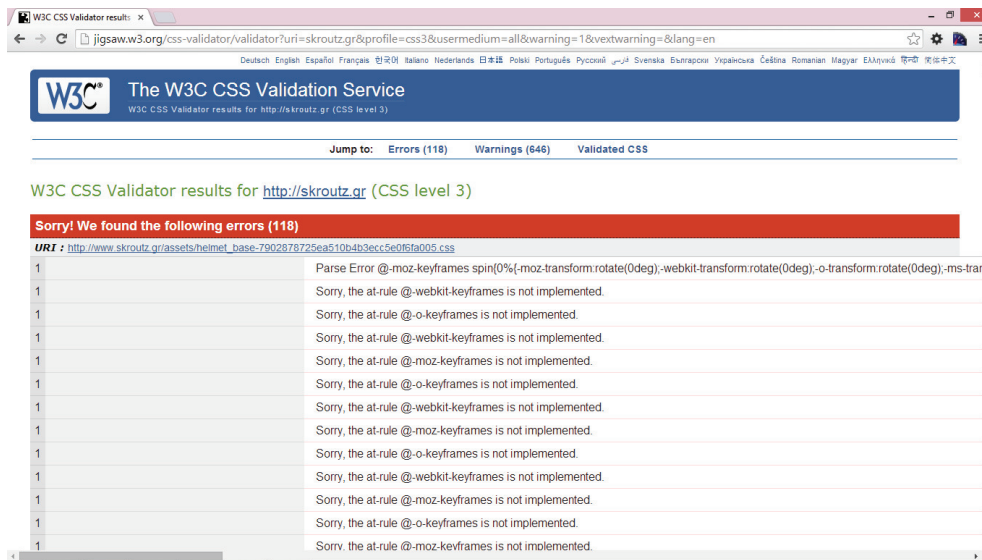 W3C CSS Validator results
jigsaw.w3.org/css-validator/validator?uri=skroutz.gr&profile=css3&usermedium=all&warning=1&vextwarning=&lang=en
Deutsch English Español Français 한국어 Italiano Nederlands 日本語 Polski Português Русский فارسی Svenska Български Українська Čeština Romanian Magyar Ελληνικά हिन्दी 简体中文
W3C®
The W3C CSS Validation Service
W3C CSS Validator results for http://skroutz.gr (CSS level 3)
Jump to: Errors (118) Warnings (646) Validated CSS
W3C CSS Validator results for http://skroutz.gr (CSS level 3)
Sorry! We found the following errors (118)
URI : http://www.skroutz.gr/assets/helmet_base-7902878725ea510b4b3ecc5e0f6fa005.css
1 Parse Error @-moz-keyframes spin{0%{-moz-transform:rotate(0deg);-webkit-transform:rotate(0deg);-o-transform:rotate(0deg);-ms-tran
1 Sorry, the at-rule @-webkit-keyframes is not implemented.
1 Sorry, the at-rule @-o-keyframes is not implemented.
1 Sorry, the at-rule @-webkit-keyframes is not implemented.
1 Sorry, the at-rule @-moz-keyframes is not implemented.
1 Sorry, the at-rule @-o-keyframes is not implemented.
1 Sorry, the at-rule @-webkit-keyframes is not implemented.
1 Sorry, the at-rule @-moz-keyframes is not implemented.
1 Sorry, the at-rule @-o-keyframes is not implemented.
1 Sorry, the at-rule @-webkit-keyframes is not implemented.
1 Sorry, the at-rule @-moz-keyframes is not implemented.
1 Sorry, the at-rule @-o-keyframes is not implemented.
1 Sorry, the at-rule @-moz-keyframes is not implemented.